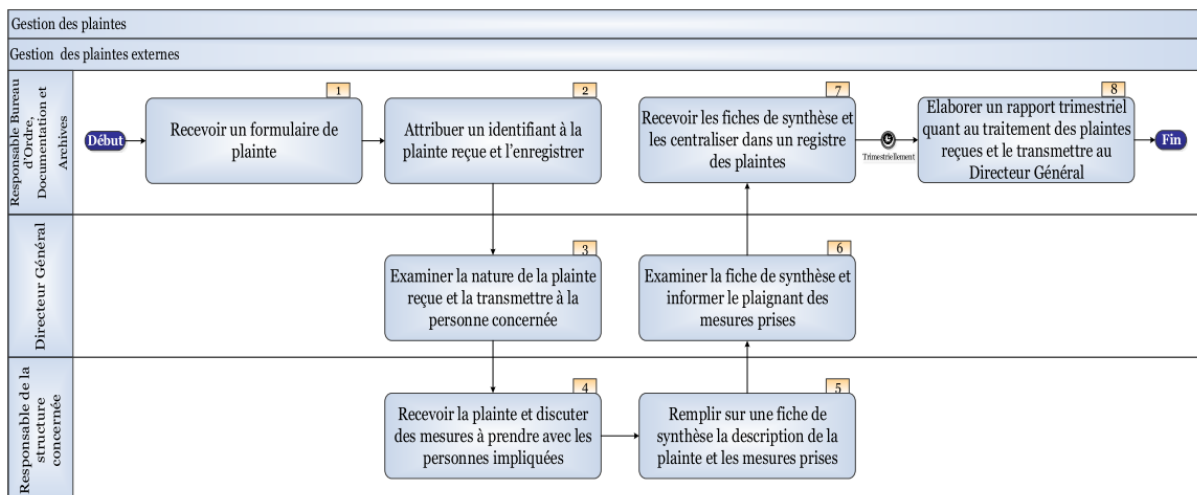 Gestion des plaintes
Gestion  des plaintes externes
Responsable Bureau
d'Ordre,
Documentation et
Archives
Début
1
Recevoir un formulaire de
plainte
2
Attribuer un identifiant à la
plainte reçue et l'enregistrer
7
Recevoir les fiches de synthèse et
les centraliser dans un registre
des plaintes
Trimestriellement
8
Elaborer un rapport trimestriel
quant au traitement des plaintes
reçues et le transmettre au
Directeur Général
Fin
Directeur Général
3
Examiner la nature de la plainte
reçue et la transmettre à la
personne concernée
6
Examiner la fiche de synthèse et
informer le plaignant des
mesures prises
Responsable de la
structure
concernée
4
Recevoir la plainte et discuter
des mesures à prendre avec les
personnes impliquées
5
Remplir sur une fiche de
synthèse la description de la
plainte et les mesures prises